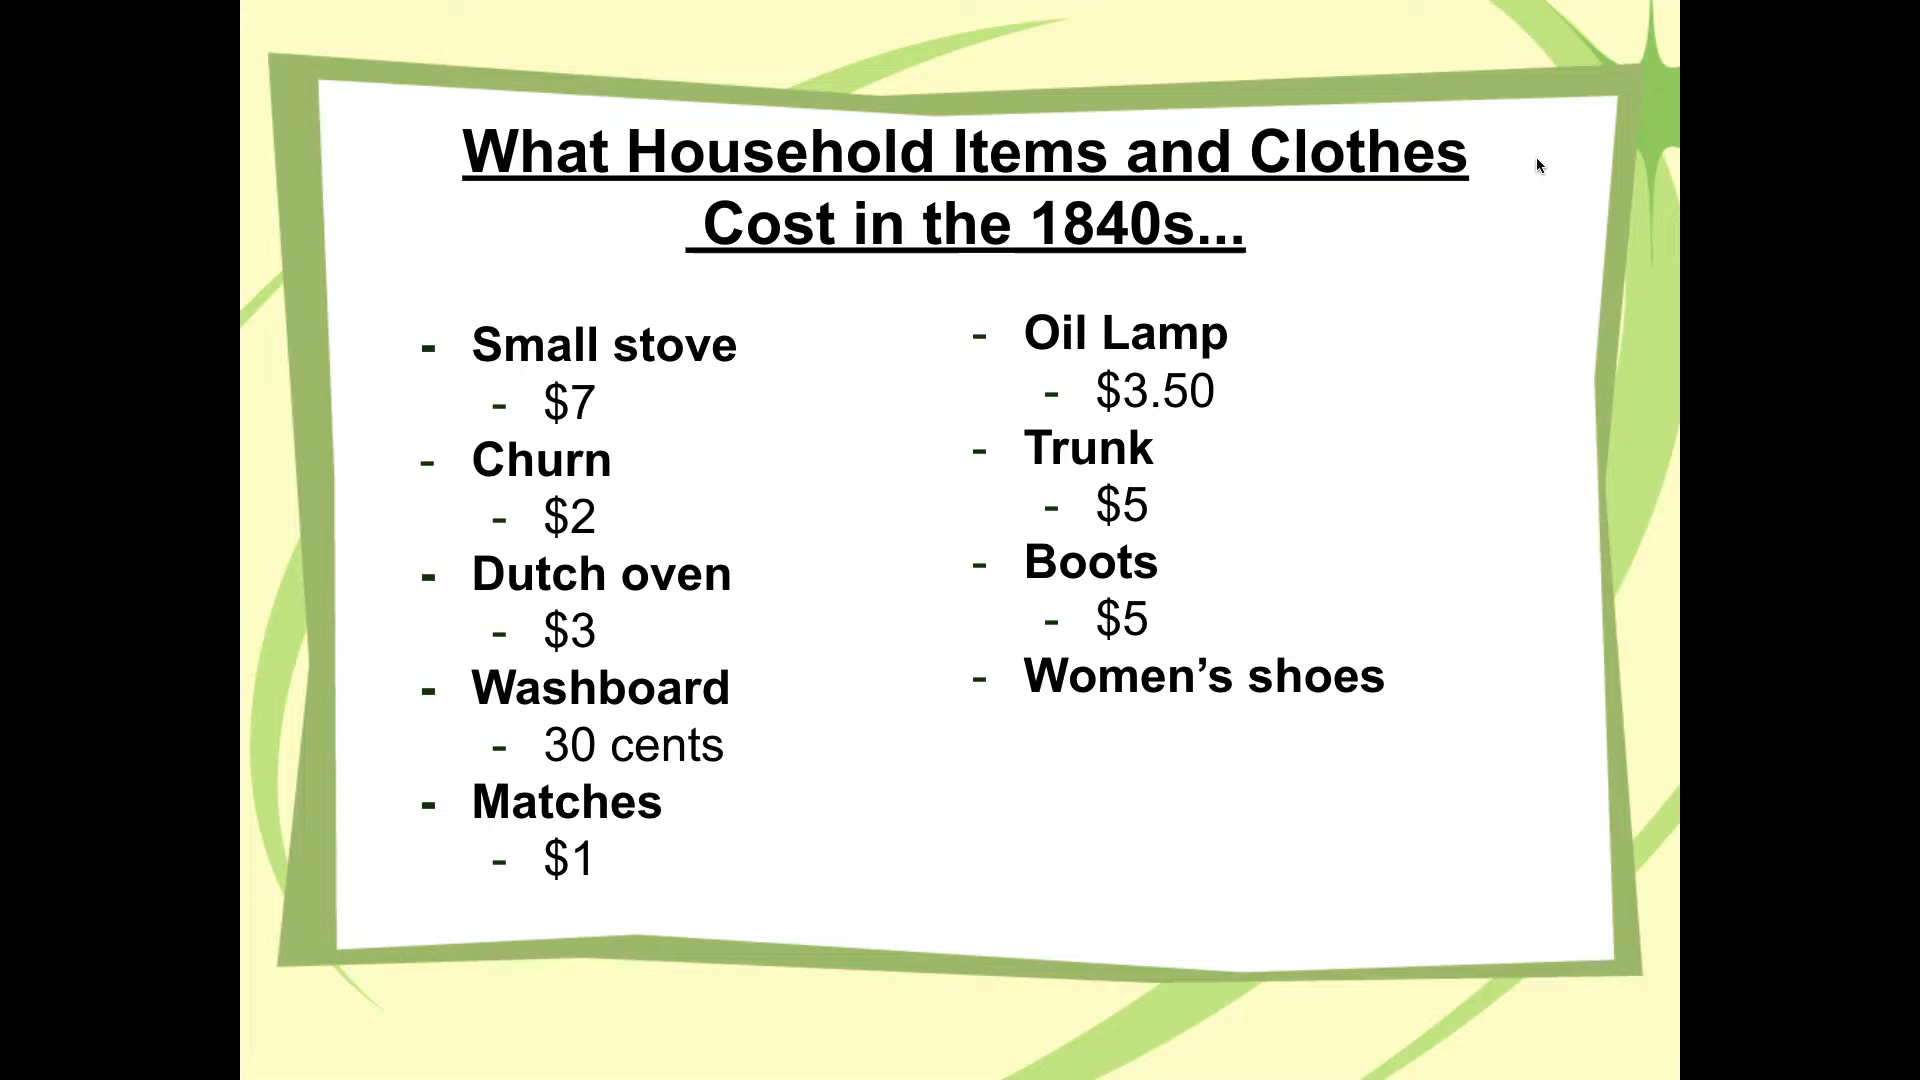 What Household Items and Clothes
Cost in the 1840s...
- Small stove
- $7
- Churn
- $2
- Dutch oven
- $3
- Washboard
- 30 cents
- Matches
- $1
- Oil Lamp
- $3.50
- Trunk
- $5
- Boots
- $5
- Women’s shoes